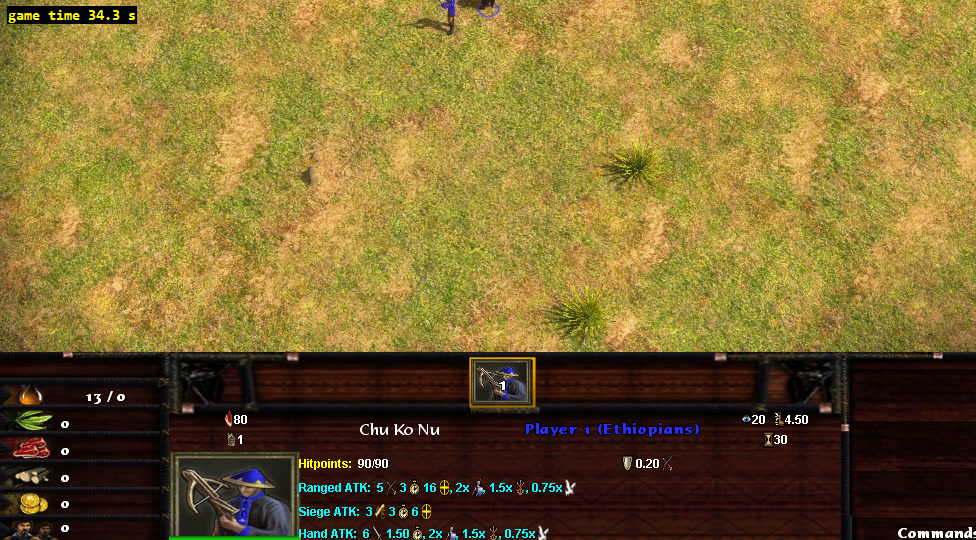 game time 34.3 s
1
13 / 0
0
0
0
0
0
80
1
Chu Ko Nu
Player 1 (Ethiopians)
20 4.50
30
Hitpoints: 90/90
0.20
Ranged ATK: 5 3 16 , 2x 1.5x , 0.75x
Siege ATK: 3 3 6
Hand ATK: 6 1.50 , 2x 1.5x , 0.75x
Commands